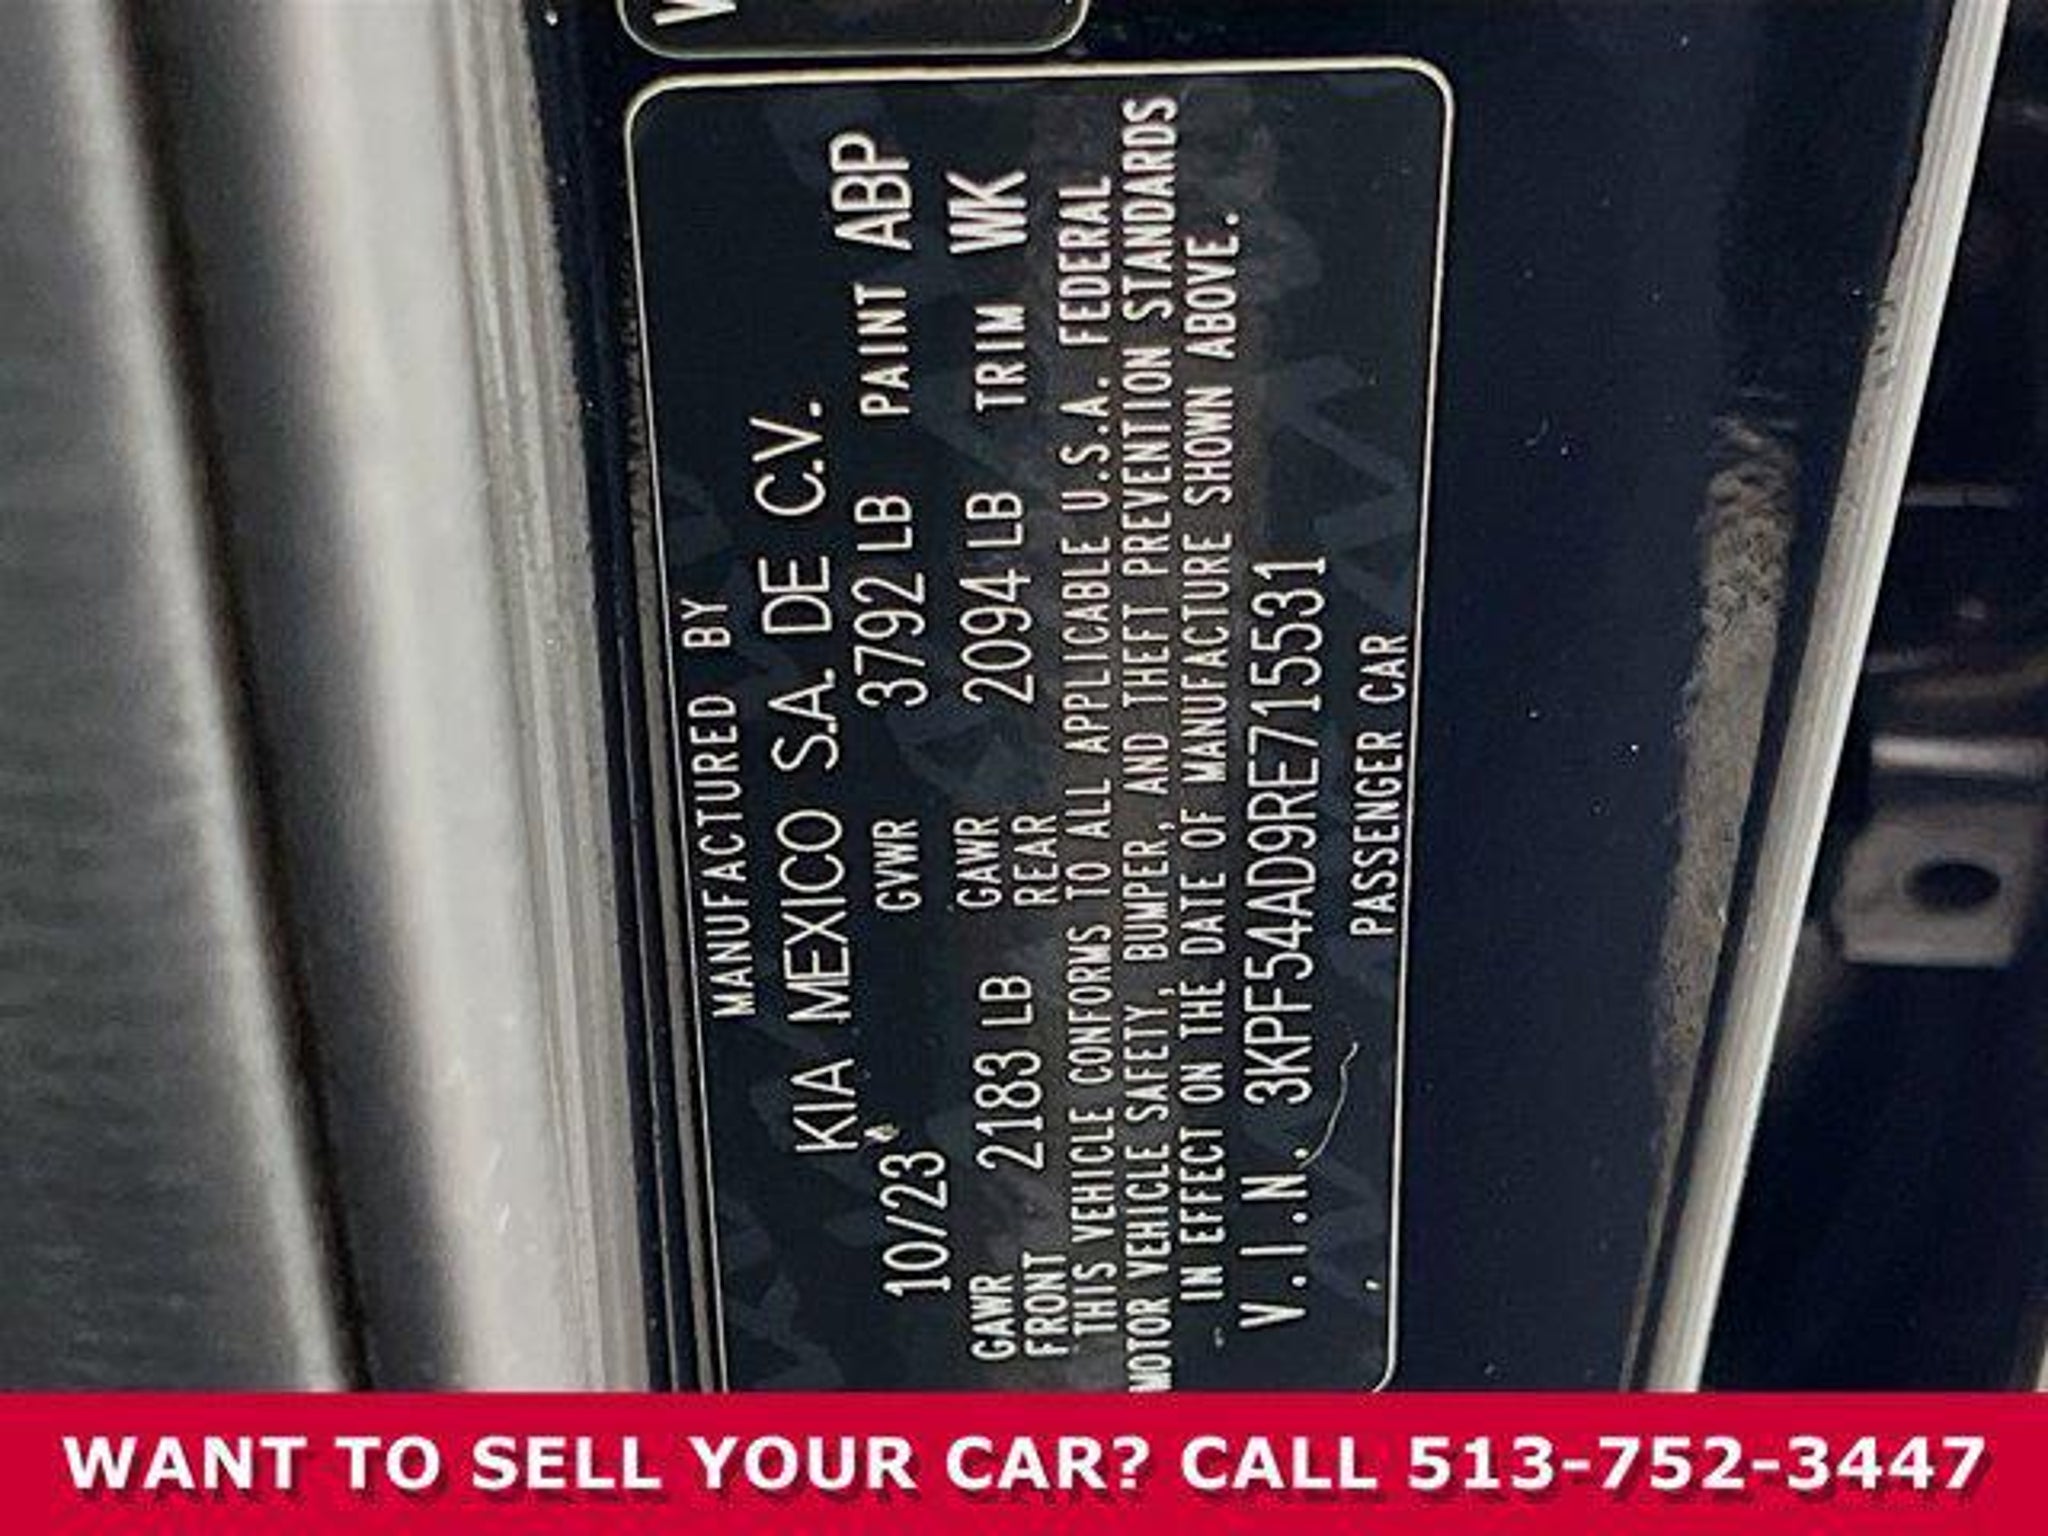 MANUFACTURED BY
KIA MEXICO S.A. DE C.V.
10/23 GVWR 3792 LB PAINT ABP
GAWR FRONT 2183 LB GAWR REAR 2094 LB TRIM WK
THIS VEHICLE CONFORMS TO ALL APPLICABLE U.S.A. FEDERAL
MOTOR VEHICLE SAFETY, BUMPER, AND THEFT PREVENTION STANDARDS
IN EFFECT ON THE DATE OF MANUFACTURE SHOWN ABOVE.
V.I.N. 3KPF54AD9RE715531
PASSENGER CAR
WANT TO SELL YOUR CAR? CALL 513-752-3447